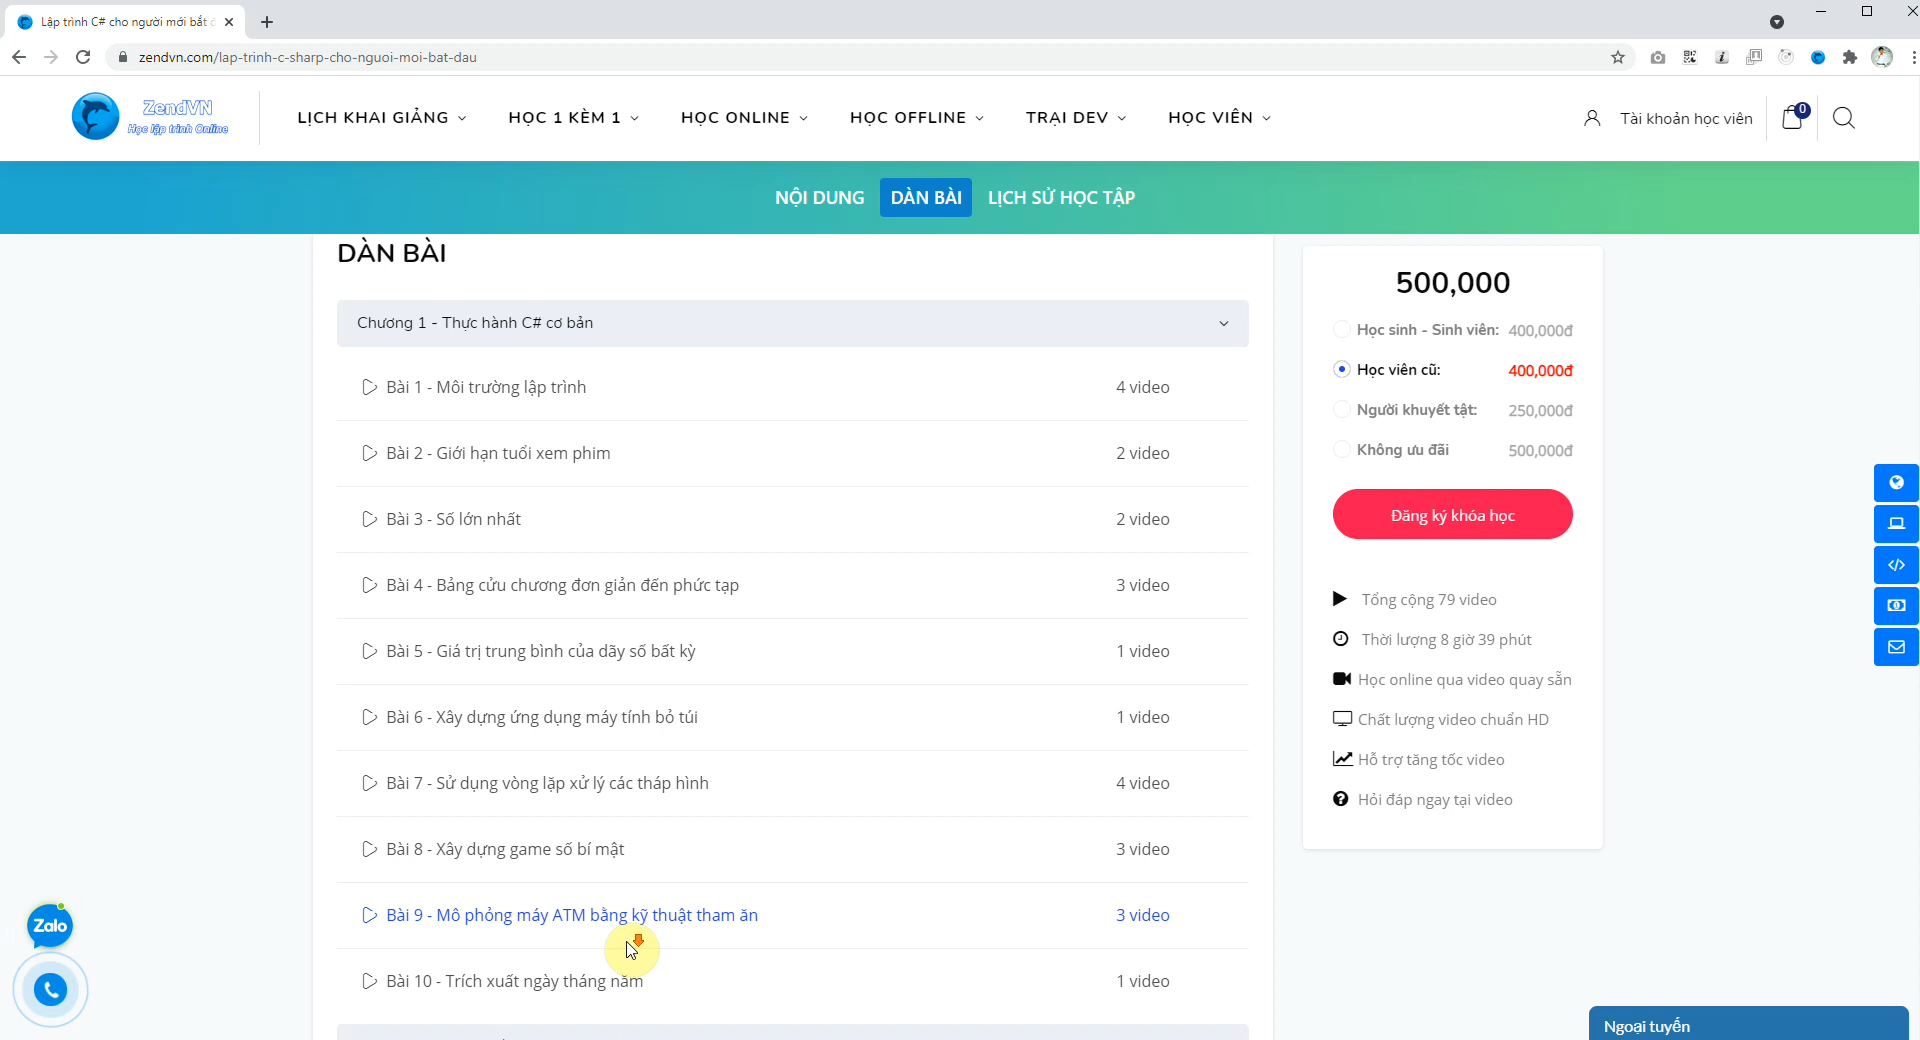 Lập trình C# cho người mới bắt đ
zendvn.com/lap-trinh-c-sharp-cho-nguoi-moi-bat-dau
ZendVN
Học lập trình Online
LỊCH KHAI GIẢNG
HỌC 1 KÈM 1
HỌC ONLINE
HỌC OFFLINE
TRẠI DEV
HỌC VIÊN
Tài khoản học viên
0
NỘI DUNG
DÀN BÀI
LỊCH SỬ HỌC TẬP
DÀN BÀI
Chương 1 - Thực hành C# cơ bản
Bài 1 - Môi trường lập trình 4 video
Bài 2 - Giới hạn tuổi xem phim 2 video
Bài 3 - Số lớn nhất 2 video
Bài 4 - Bảng cửu chương đơn giản đến phức tạp 3 video
Bài 5 - Giá trị trung bình của dãy số bất kỳ 1 video
Bài 6 - Xây dựng ứng dụng máy tính bỏ túi 1 video
Bài 7 - Sử dụng vòng lặp xử lý các tháp hình 4 video
Bài 8 - Xây dựng game số bí mật 3 video
Bài 9 - Mô phỏng máy ATM bằng kỹ thuật tham ăn 3 video
Bài 10 - Trích xuất ngày tháng năm 1 video
500,000
Học sinh - Sinh viên: 400,000đ
Học viên cũ: 400,000đ
Người khuyết tật: 250,000đ
Không ưu đãi 500,000đ
Đăng ký khóa học
Tổng cộng 79 video
Thời lượng 8 giờ 39 phút
Học online qua video quay sẵn
Chất lượng video chuẩn HD
Hỗ trợ tăng tốc video
Hỏi đáp ngay tại video
Zalo
Ngoại tuyến